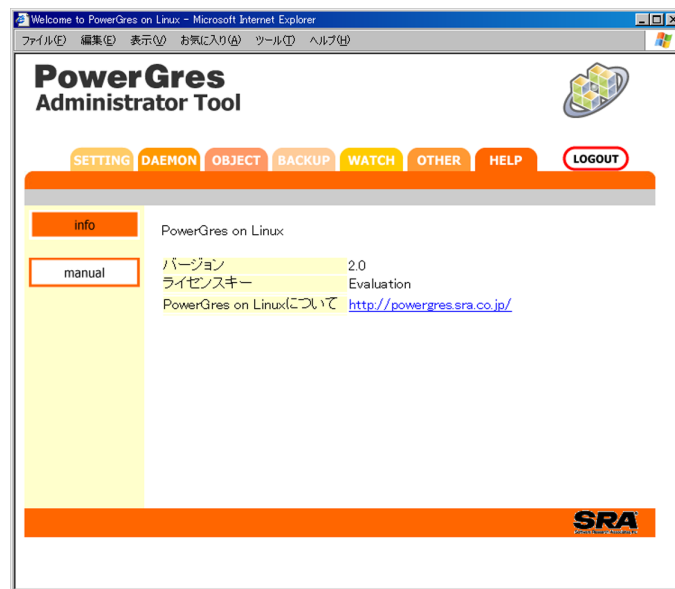 Welcome to PowerGres on Linux - Microsoft Internet Explorer
ファイル(F) 編集(E) 表示(V) お気に入り(A) ツール(T) ヘルプ(H)
PowerGres
Administrator Tool
SETTING DAEMON OBJECT BACKUP WATCH OTHER HELP LOGOUT
info
PowerGres on Linux
manual
バージョン 2.0
ライセンスキー Evaluation
PowerGres on Linuxについて http://powergres.sra.co.jp/
SRA